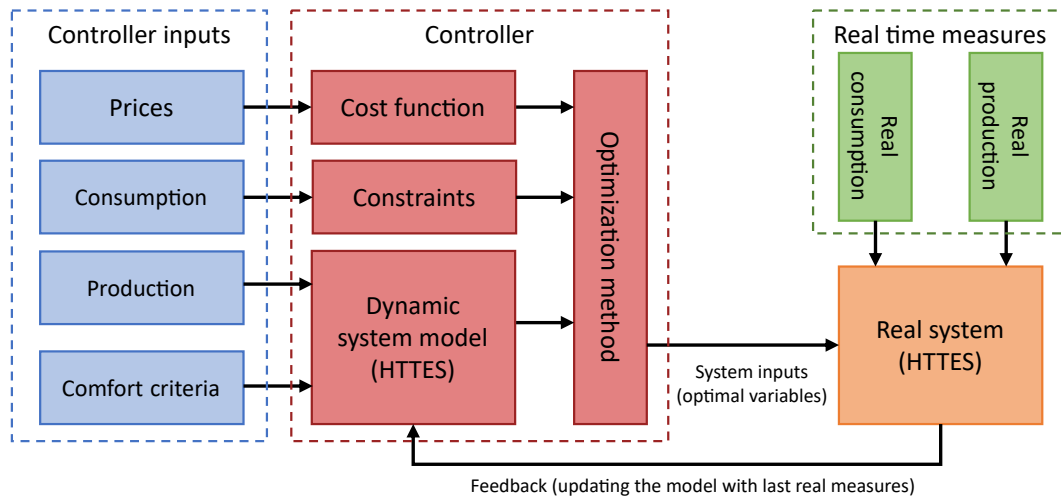 Controller inputs
Prices
Consumption
Production
Comfort criteria
Controller
Cost function
Constraints
Dynamic
system model
(HTTES)
Optimization method
Real time measures
Real
consumption
Real
production
Real system
(HTTES)
System inputs
(optimal variables)
Feedback (updating the model with last real measures)